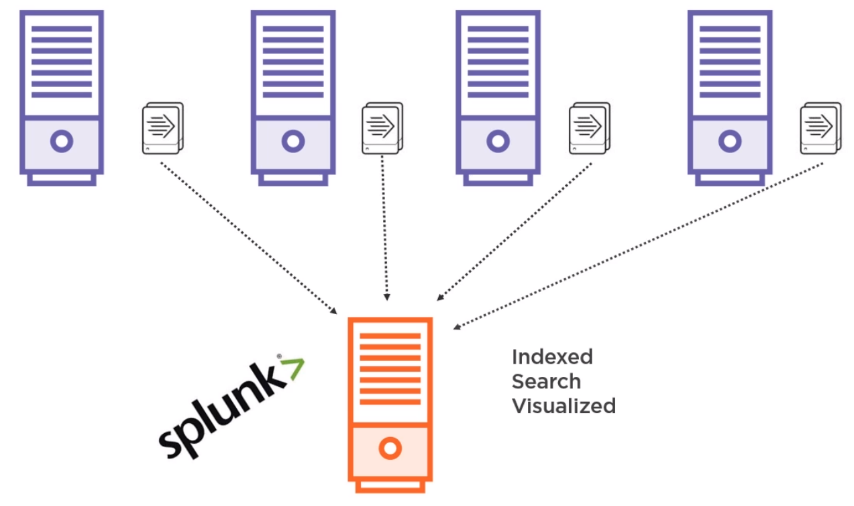 splunk>
Indexed
Search
Visualized